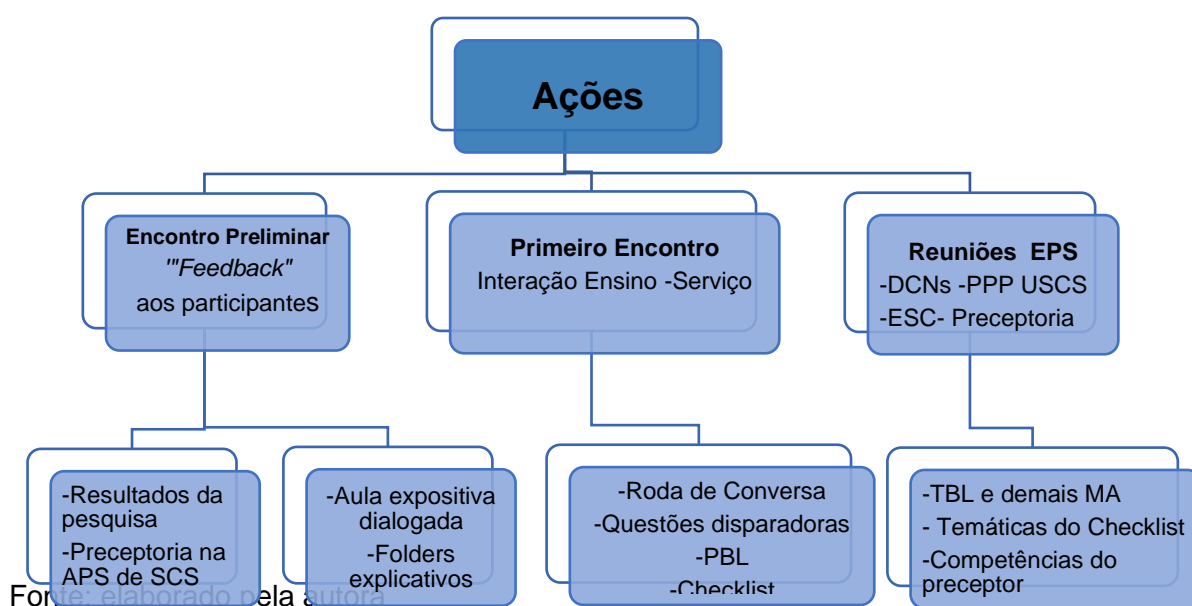 Ações
Encontro Preliminar
'"Feedback"
aos participantes
Primeiro Encontro
Interação Ensino -Serviço
Reuniões EPS
-DCNs -PPP USCS
-ESC- Preceptoria
-Resultados da
pesquisa
-Preceptoria na
APS de SCS
-Aula expositiva
dialogada
-Folders
explicativos
-Roda de Conversa
-Questões disparadoras
-PBL
-Checklist
-TBL e demais MA
- Temáticas do Checklist
-Competências do
preceptor
Fonte: elaborado pela autora